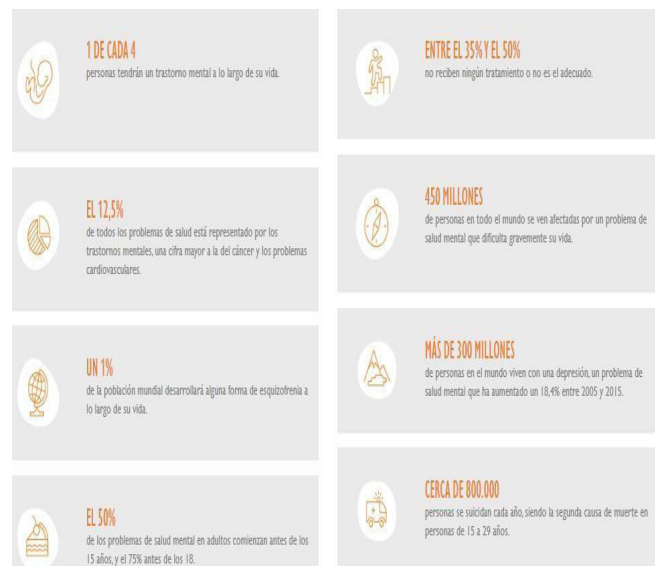 1 DE CADA 4
personas tendrán un trastorno mental a lo largo de su vida.
EL 12,5%
de todos los problemas de salud está representado por los
trastornos mentales, una cifra mayor a la del cáncer y los problemas
cardiovasculares.
UN 1%
de la población mundial desarrollará alguna forma de esquizofrenia a
lo largo de su vida.
EL 50%
de los problemas de salud mental en adultos comienzan antes de los
15 años, y el 75% antes de los 18.
ENTRE EL 35% Y EL 50%
no reciben ningún tratamiento o no es el adecuado.
450 MILLONES
de personas en todo el mundo se ven afectadas por un problema de
salud mental que dificulta gravemente su vida.
MÁS DE 300 MILLONES
de personas en el mundo viven con una depresión, un problema de
salud mental que ha aumentado un 18,4% entre 2005 y 2015.
CERCA DE 800.000
personas se suicidan cada año, siendo la segunda causa de muerte en
personas de 15 a 29 años.